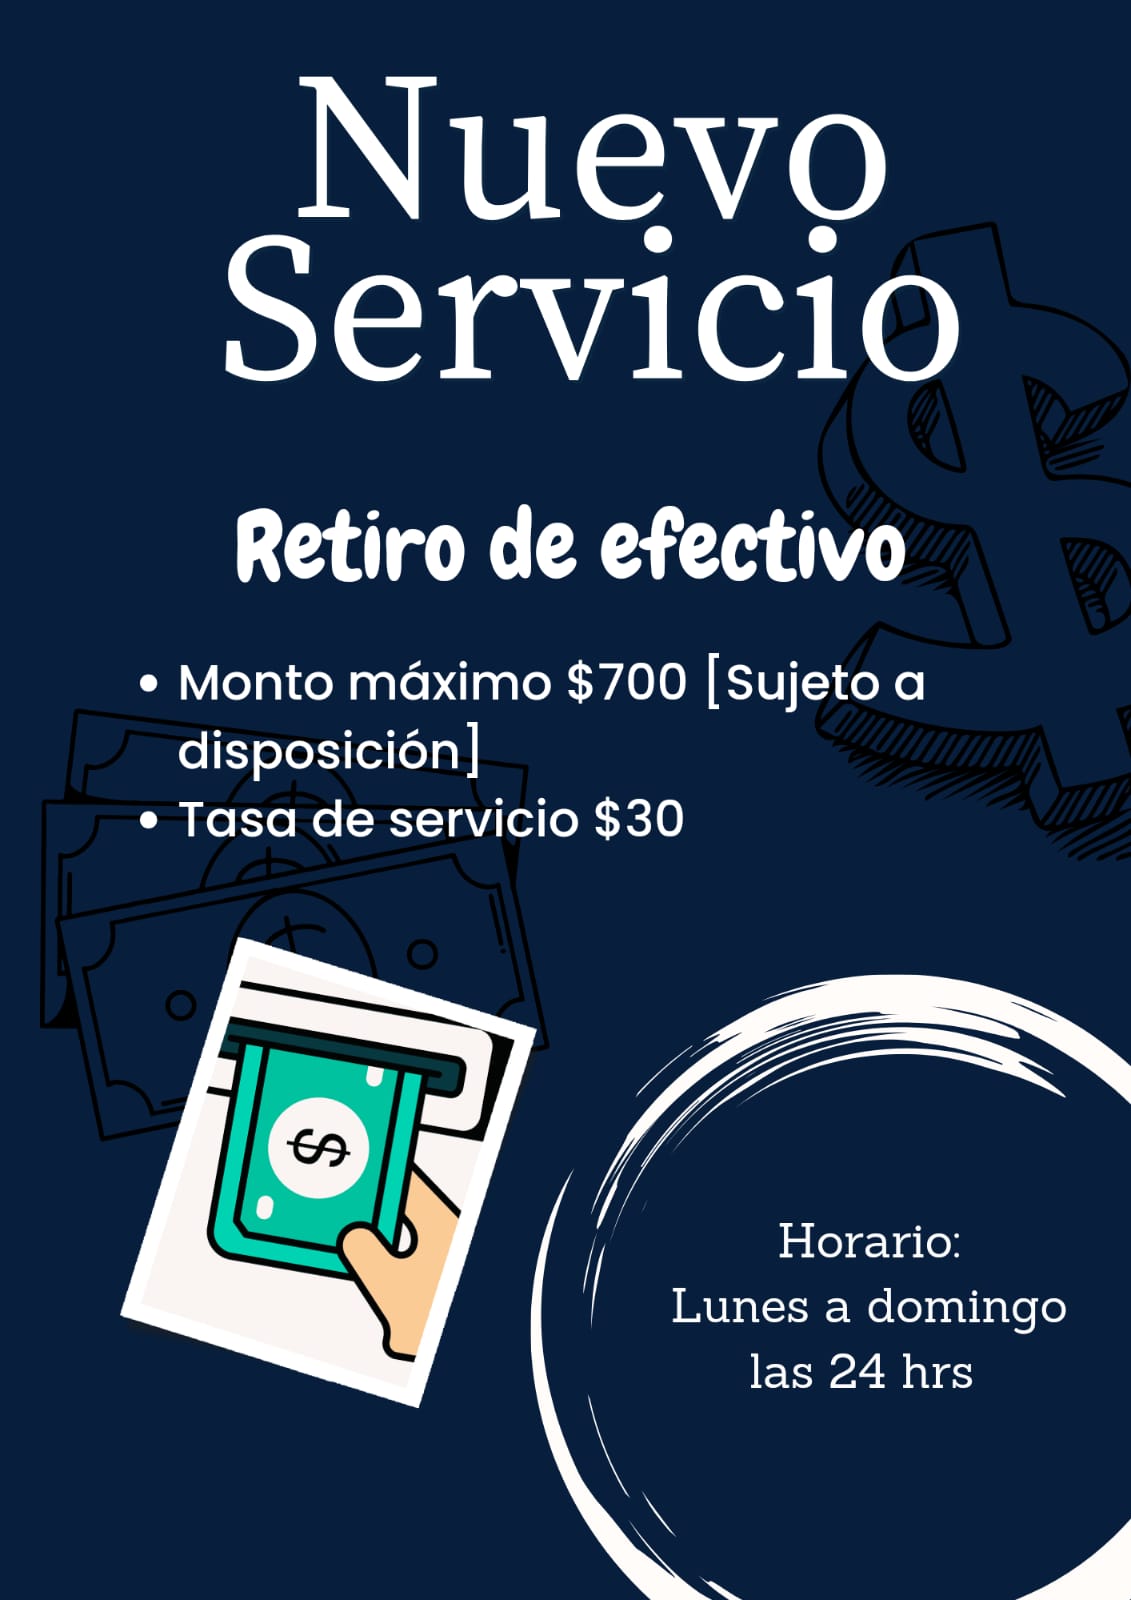 Nuevo
Servicio
Retiro de efectivo
• Monto máximo $700 [Sujeto a
disposición]
• Tasa de servicio $30
$
Horario:
Lunes a domingo
las 24 hrs